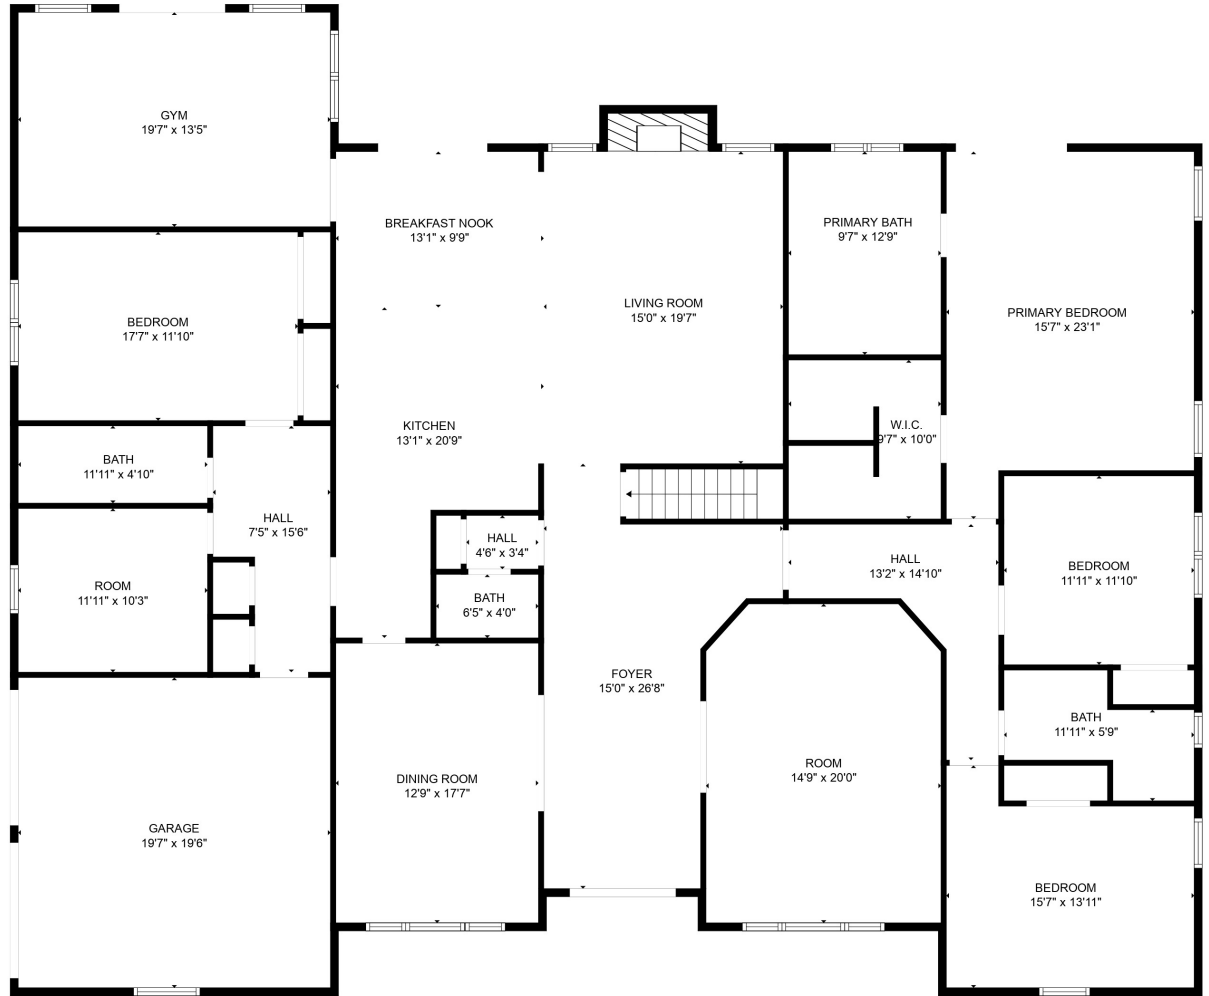 GYM
19'7" x 13'5"
BREAKFAST NOOK
13'1" x 9'9"
PRIMARY BATH
9'7" x 12'9"
LIVING ROOM
15'0" x 19'7"
PRIMARY BEDROOM
15'7" x 23'1"
BEDROOM
17'7" x 11'10"
KITCHEN
13'1" x 20'9"
W.I.C.
9'7" x 10'0"
BATH
11'11" x 4'10"
HALL
7'5" x 15'6"
HALL
4'6" x 3'4"
HALL
13'2" x 14'10"
BEDROOM
11'11" x 11'10"
ROOM
11'11" x 10'3"
BATH
6'5" x 4'0"
FOYER
15'0" x 26'8"
BATH
11'11" x 5'9"
ROOM
14'9" x 20'0"
DINING ROOM
12'9" x 17'7"
GARAGE
19'7" x 19'6"
BEDROOM
15'7" x 13'11"